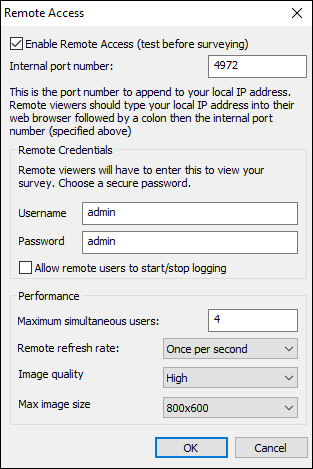 Remote Access
Enable Remote Access (test before surveying)
Internal port number: 4972
This is the port number to append to your local IP address.
Remote viewers should type your local IP address into their
web browser followed by a colon then the internal port
number (specified above)
Remote Credentials
Remote viewers will have to enter this to view your
survey. Choose a secure password.
Username admin
Password admin
Allow remote users to start/stop logging
Performance
Maximum simultaneous users: 4
Remote refresh rate: Once per second
Image quality High
Max image size 800x600
OK Cancel